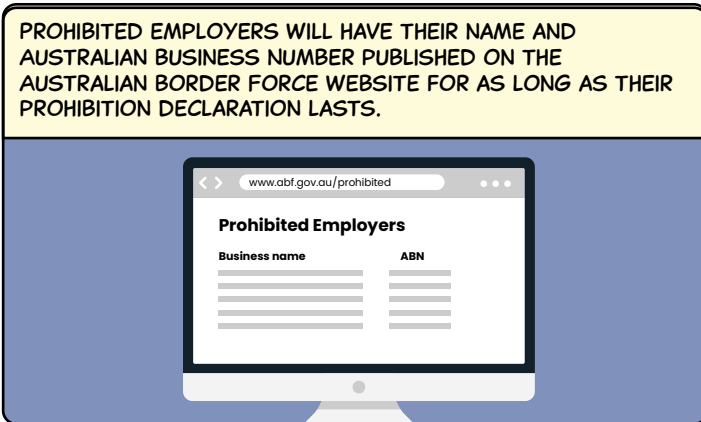 PROHIBITED EMPLOYERS WILL HAVE THEIR NAME AND
AUSTRALIAN BUSINESS NUMBER PUBLISHED ON THE
AUSTRALIAN BORDER FORCE WEBSITE FOR AS LONG AS THEIR
PROHIBITION DECLARATION LASTS.
www.abf.gov.au/prohibited
Prohibited Employers
Business name ABN